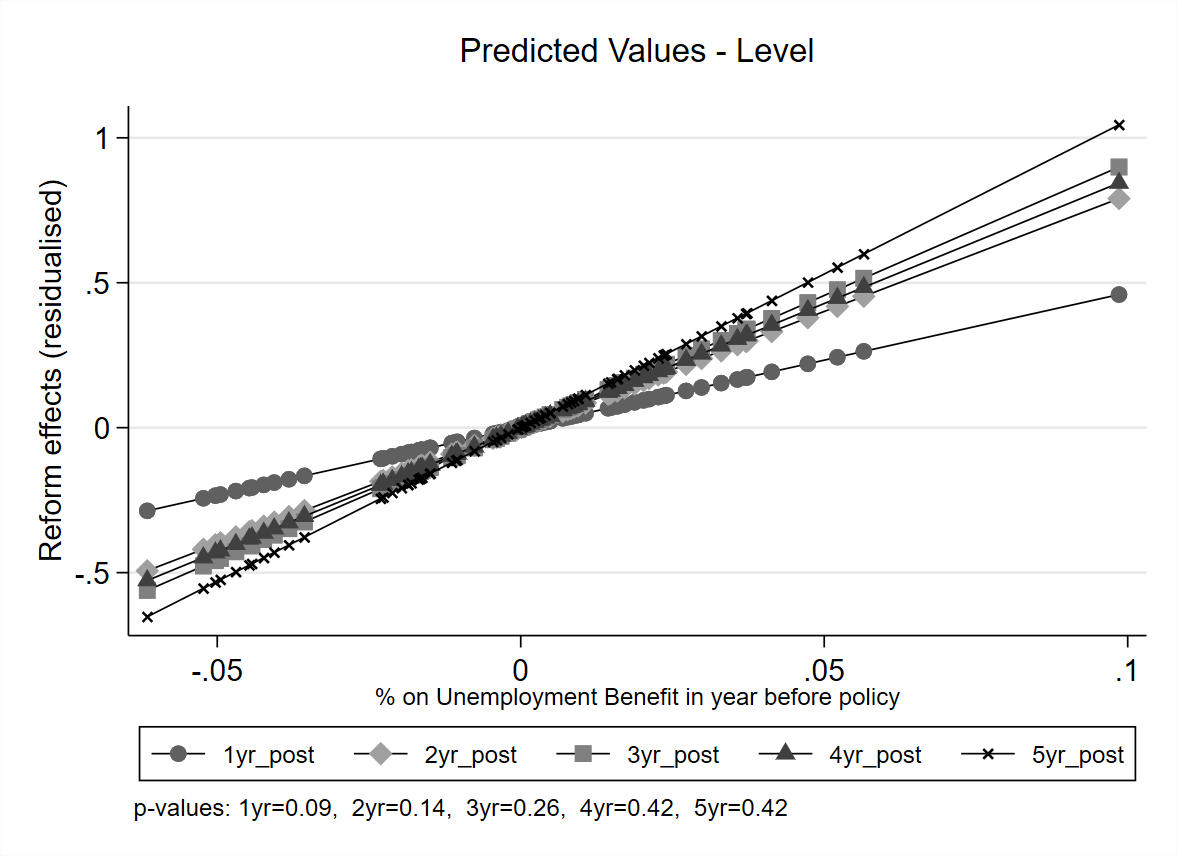 Predicted Values - Level
Reform effects (residualised)
1
.5
0
-.5
-.05 0 .05 .1
% on Unemployment Benefit in year before policy
1yr_post 2yr_post 3yr_post 4yr_post 5yr_post
p-values: 1yr=0.09, 2yr=0.14, 3yr=0.26, 4yr=0.42, 5yr=0.42